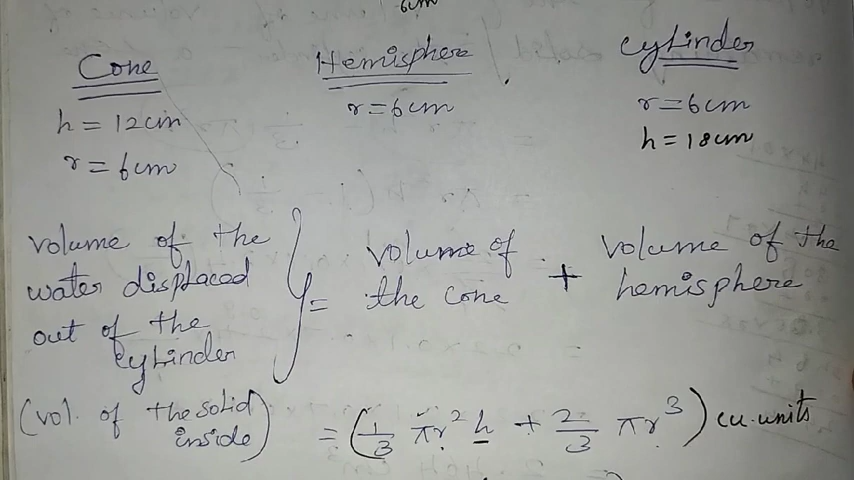 6cm
Cone
Hemisphere
Cylinder
h = 12cm
r = 6cm
r = 6cm
r = 6cm
h = 18cm
volume of the
water displaced
out of the
cylinder
} =
volume of
the cone
+
volume of the
hemisphere
(vol. of the solid
inside)
= (1/3 πr²h + 2/3 πr³) cu.units